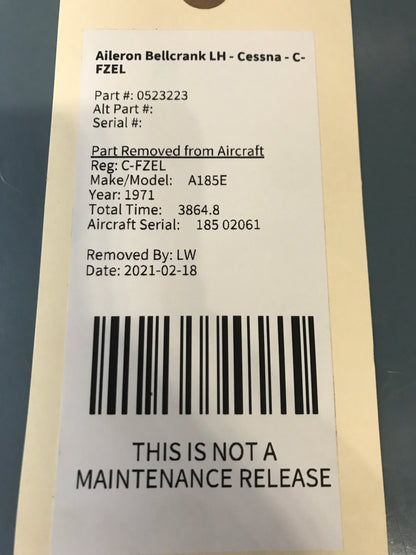 Aileron Bellcrank LH - Cessna - C-
FZEL
Part #: 0523223
Alt Part #:
Serial #:
Part Removed from Aircraft
Reg: C-FZEL
Make/Model: A185E
Year: 1971
Total Time: 3864.8
Aircraft Serial: 185 02061
Removed By: LW
Date: 2021-02-18
THIS IS NOT A
MAINTENANCE RELEASE